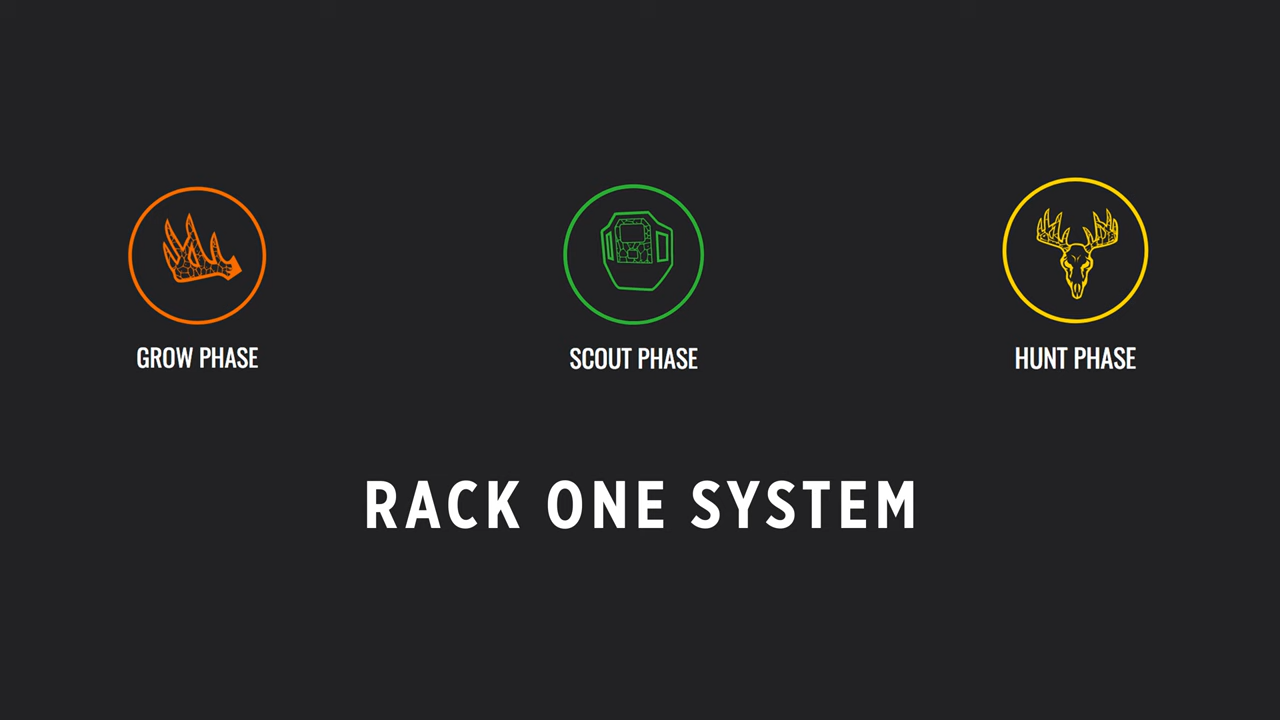 GROW PHASE
SCOUT PHASE
HUNT PHASE
RACK ONE SYSTEM